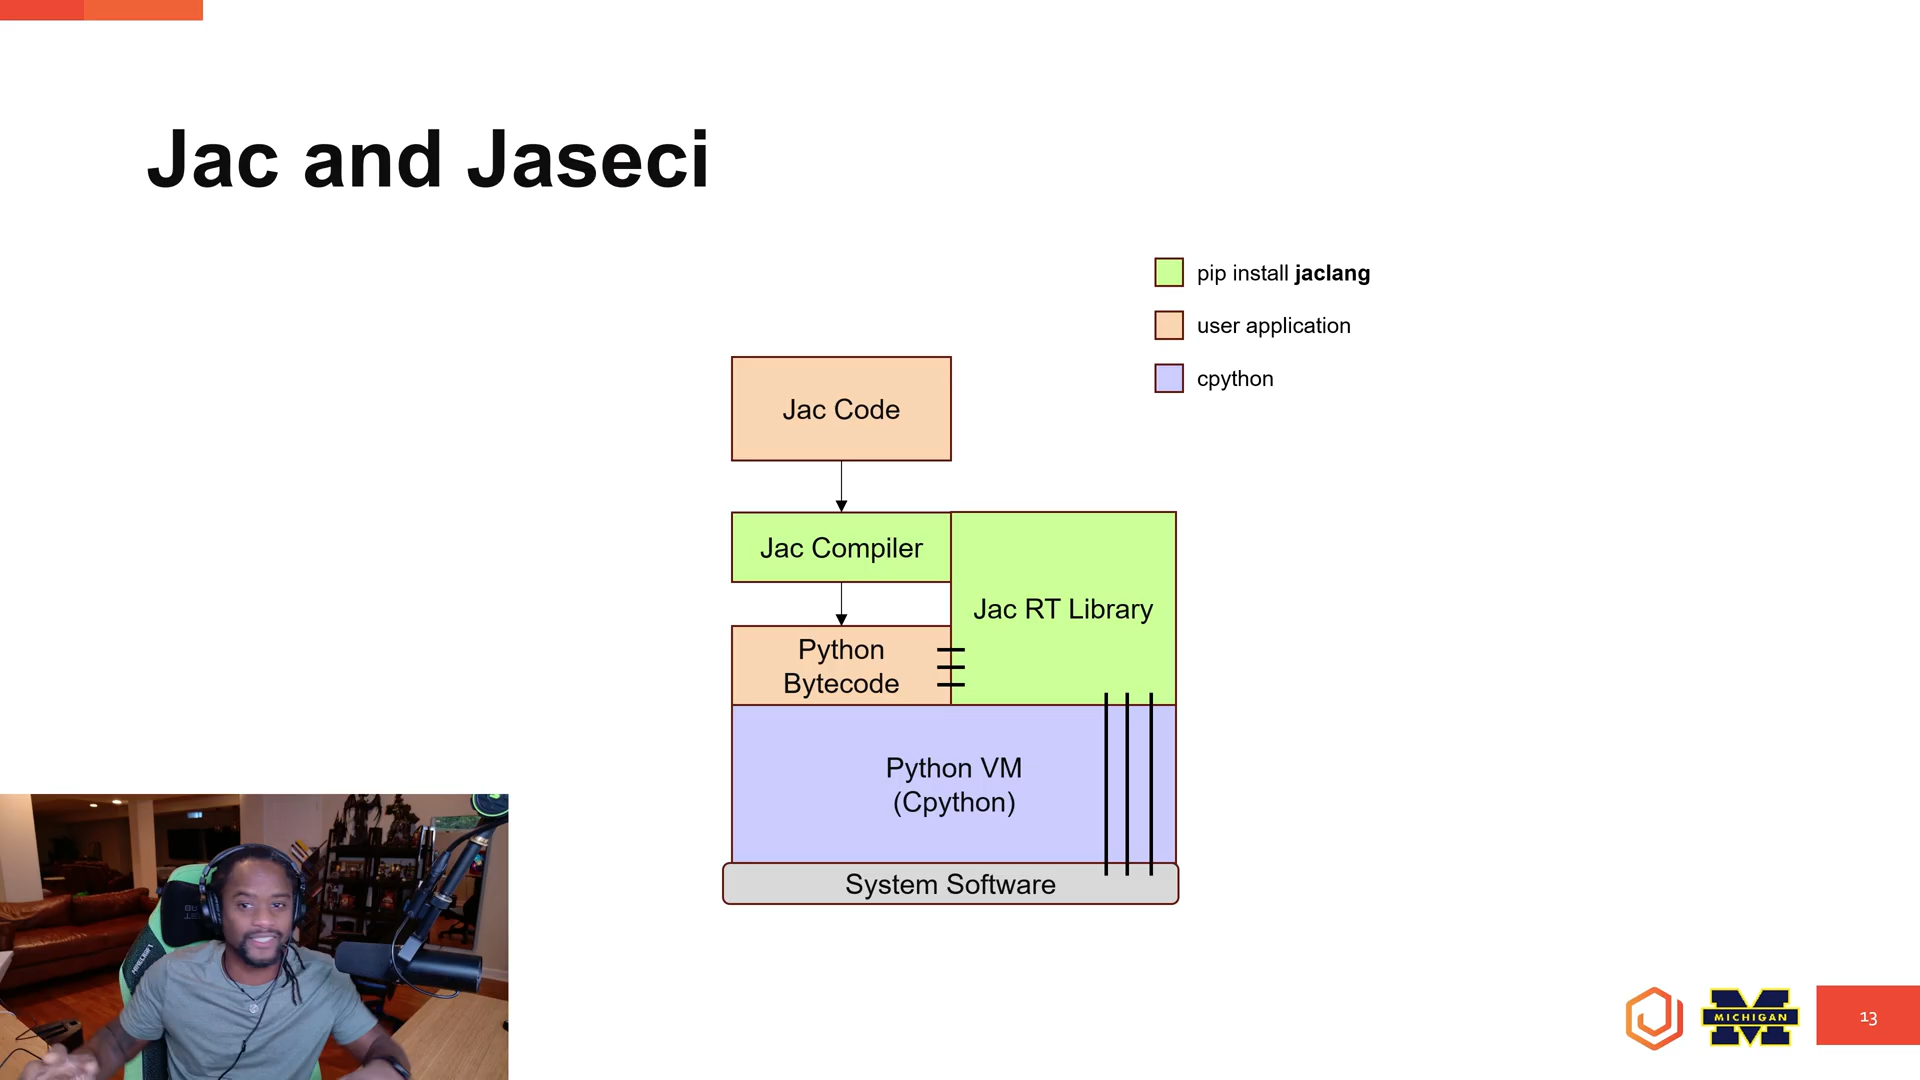 Jac and Jaseci
pip install jaclang
user application
cpython
Jac Code
Jac Compiler
Jac RT Library
Python
Bytecode
Python VM
(Cpython)
System Software
MICHIGAN
13